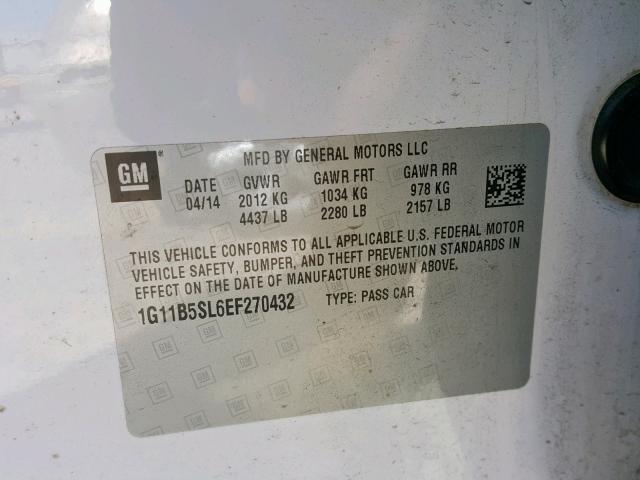 GM
MFD BY GENERAL MOTORS LLC
DATE GVWR GAWR FRT GAWR RR
04/14 2012 KG 1034 KG 978 KG
4437 LB 2280 LB 2157 LB
THIS VEHICLE CONFORMS TO ALL APPLICABLE U.S. FEDERAL MOTOR
VEHICLE SAFETY, BUMPER, AND THEFT PREVENTION STANDARDS IN
EFFECT ON THE DATE OF MANUFACTURE SHOWN ABOVE.
1G11B5SL6EF270432 TYPE: PASS CAR